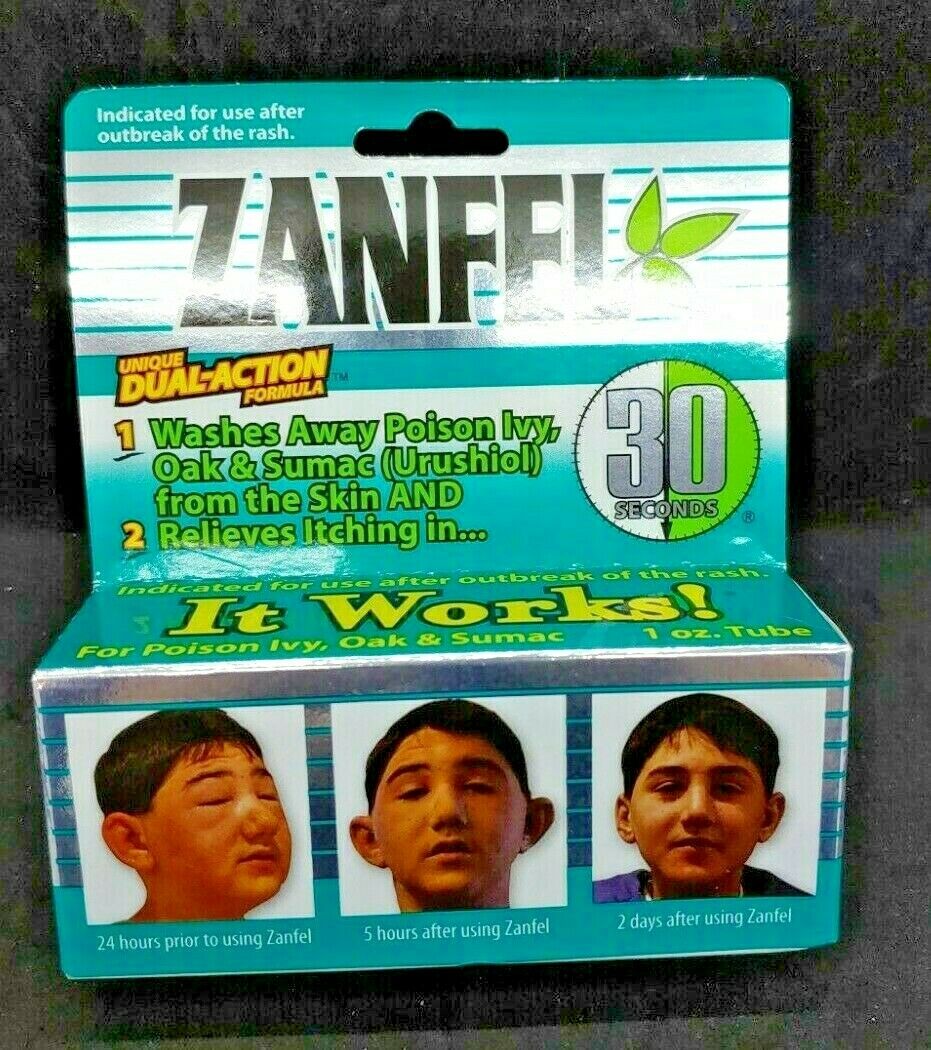 Indicated for use after
outbreak of the rash.
ZANFEL
UNIQUE
DUAL-ACTION
FORMULA™
1 Washes Away Poison Ivy,
Oak & Sumac (Urushiol)
from the Skin AND
2 Relieves Itching in...
30
SECONDS®
Indicated for use after outbreak of the rash.
It Works!
For Poison Ivy, Oak & Sumac 1 oz. Tube
24 hours prior to using Zanfel
5 hours after using Zanfel
2 days after using Zanfel